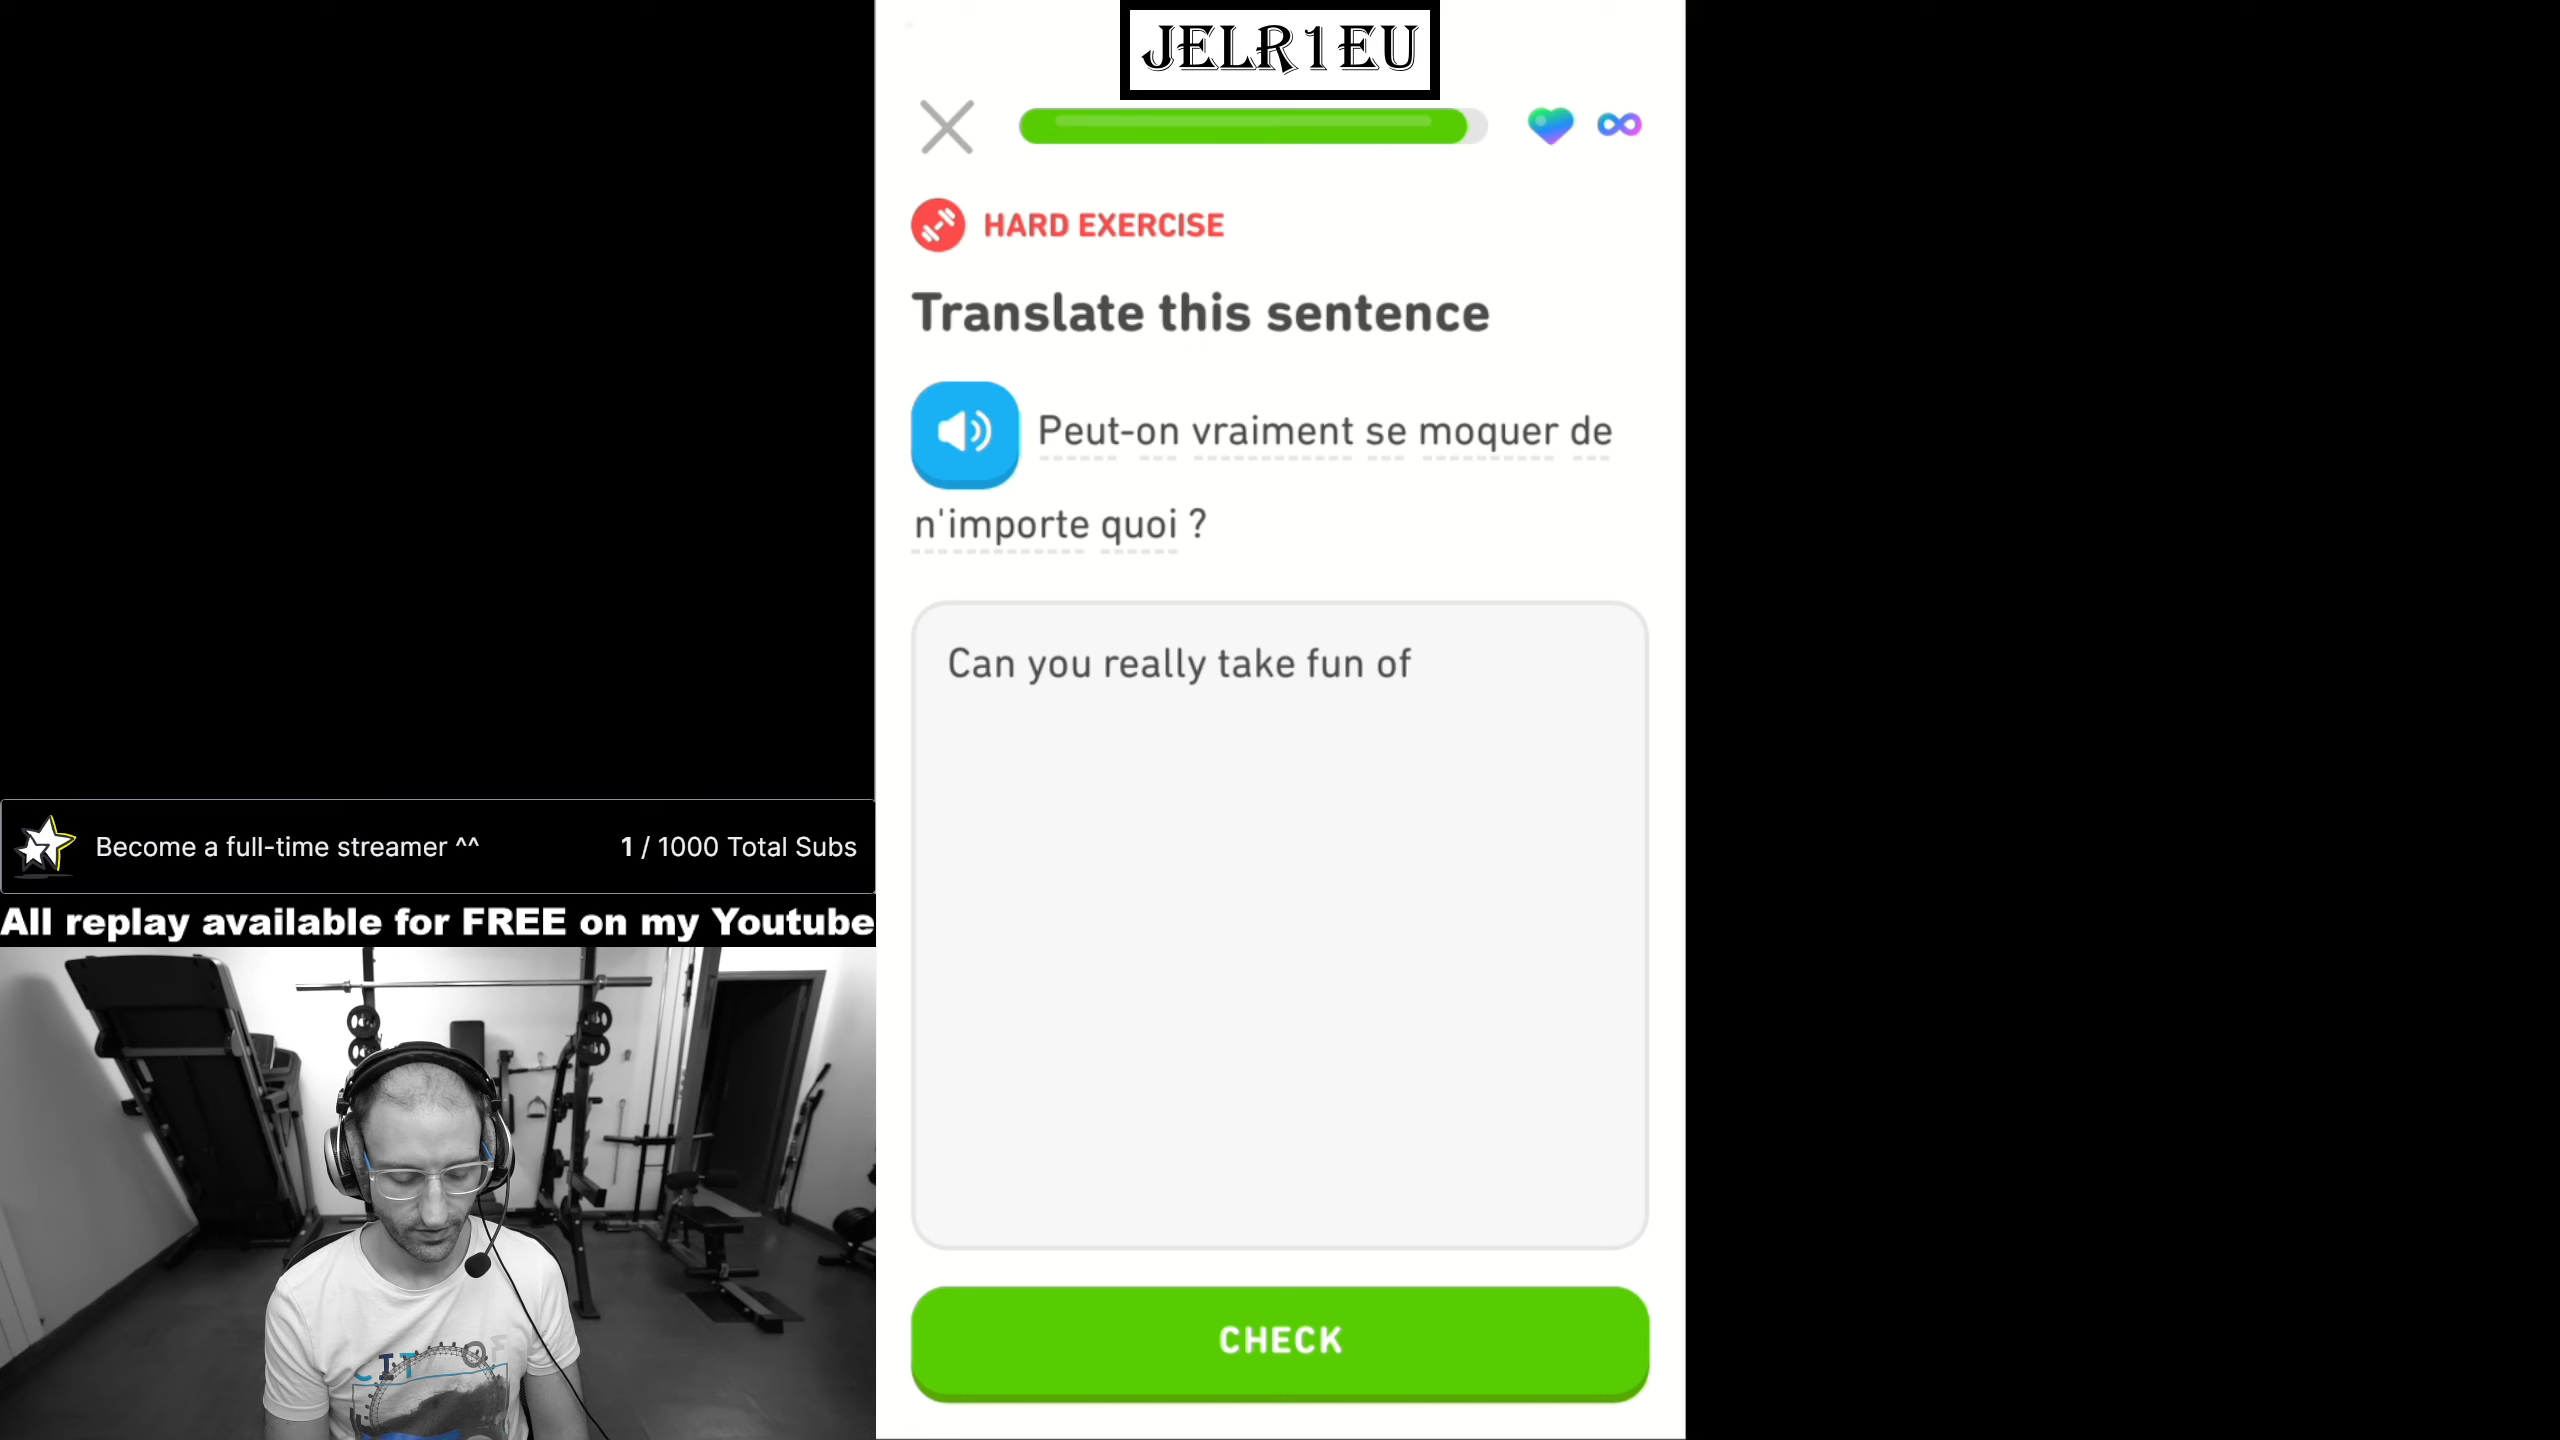 JELR1EU
HARD EXERCISE
Translate this sentence
Peut-on vraiment se moquer de
n'importe quoi ?
Can you really take fun of
CHECK
Become a full-time streamer ^^ 1 / 1000 Total Subs
All replay available for FREE on my Youtube